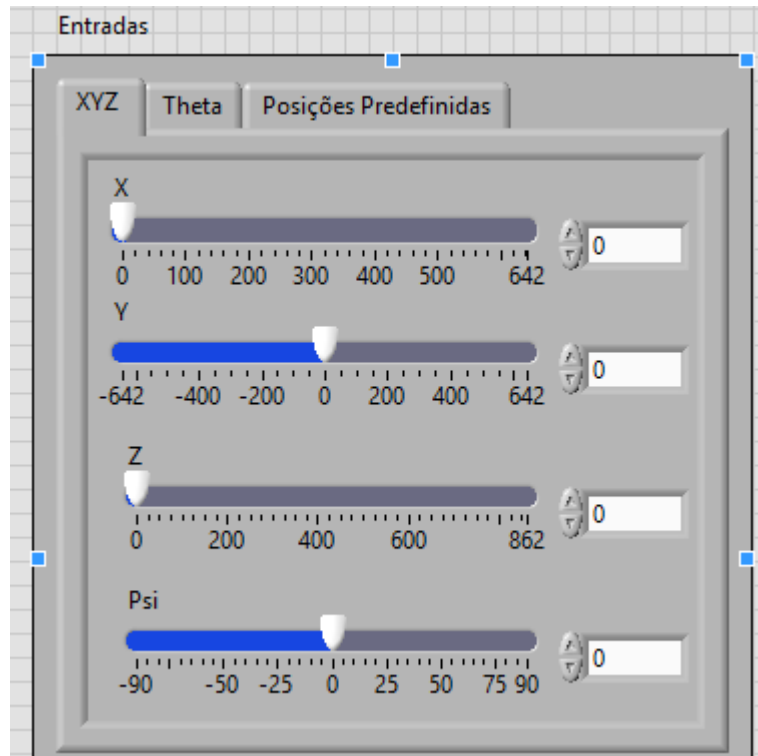 Entradas
XYZ Theta Posições Predefinidas
X
0
0 100 200 300 400 500 642
Y
0
-642 -400 -200 0 200 400 642
Z
0
0 200 400 600 862
Psi
0
-90 -50 -25 0 25 50 75 90